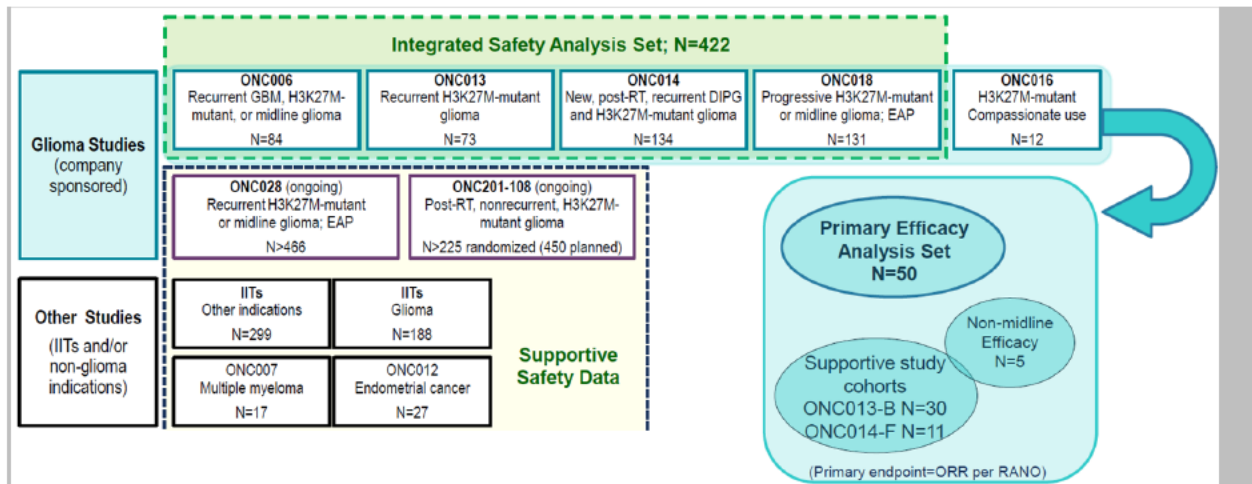 Integrated Safety Analysis Set; N=422
Glioma Studies
(company
sponsored)
ONC006
Recurrent GBM, H3K27M-
mutant, or midline glioma
N=84
ONC013
Recurrent H3K27M-mutant
glioma
N=73
ONC014
New, post-RT, recurrent DIPG
and H3K27M-mutant glioma
N=134
ONC018
Progressive H3K27M-mutant
or midline glioma; EAP
N=131
ONC016
H3K27M-mutant
Compassionate use
N=12
ONC028 (ongoing)
Recurrent H3K27M-mutant
or midline glioma; EAP
N>466
ONC201-108 (ongoing)
Post-RT, nonrecurrent, H3K27M-
mutant glioma
N>225 randomized (450 planned)
Other Studies
(IITs and/or
non-glioma
indications)
IITs
Other indications
N=299
IITs
Glioma
N=188
ONC007
Multiple myeloma
N=17
ONC012
Endometrial cancer
N=27
Supportive
Safety Data
Primary Efficacy
Analysis Set
N=50
Non-midline
Efficacy
N=5
Supportive study
cohorts
ONC013-B N=30
ONC014-F N=11
(Primary endpoint=ORR per RANO)